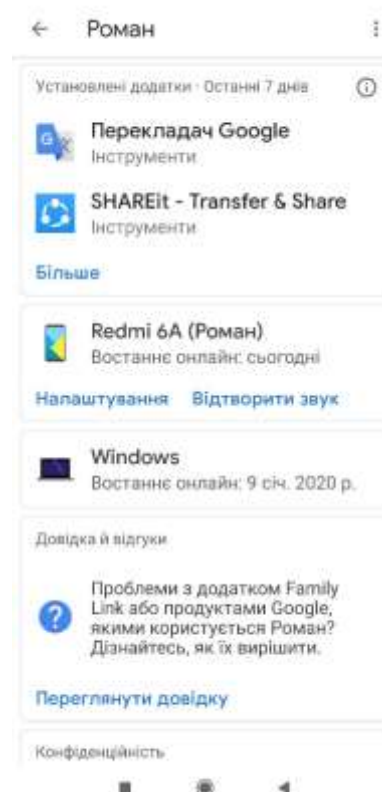 Роман
Установлені додатки · Останні 7 днів
Перекладач Google
Інструменти
SHAREit - Transfer & Share
Інструменти
Більше
Redmi 6A (Роман)
Востаннє онлайн: сьогодні
Налаштування Відтворити звук
Windows
Востаннє онлайн: 9 січ. 2020 р.
Довідка й відгуки
Проблеми з додатком Family
Link або продуктами Google,
якими користується Роман?
Дізнайтесь, як їх вирішити.
Переглянути довідку
Конфіденційність